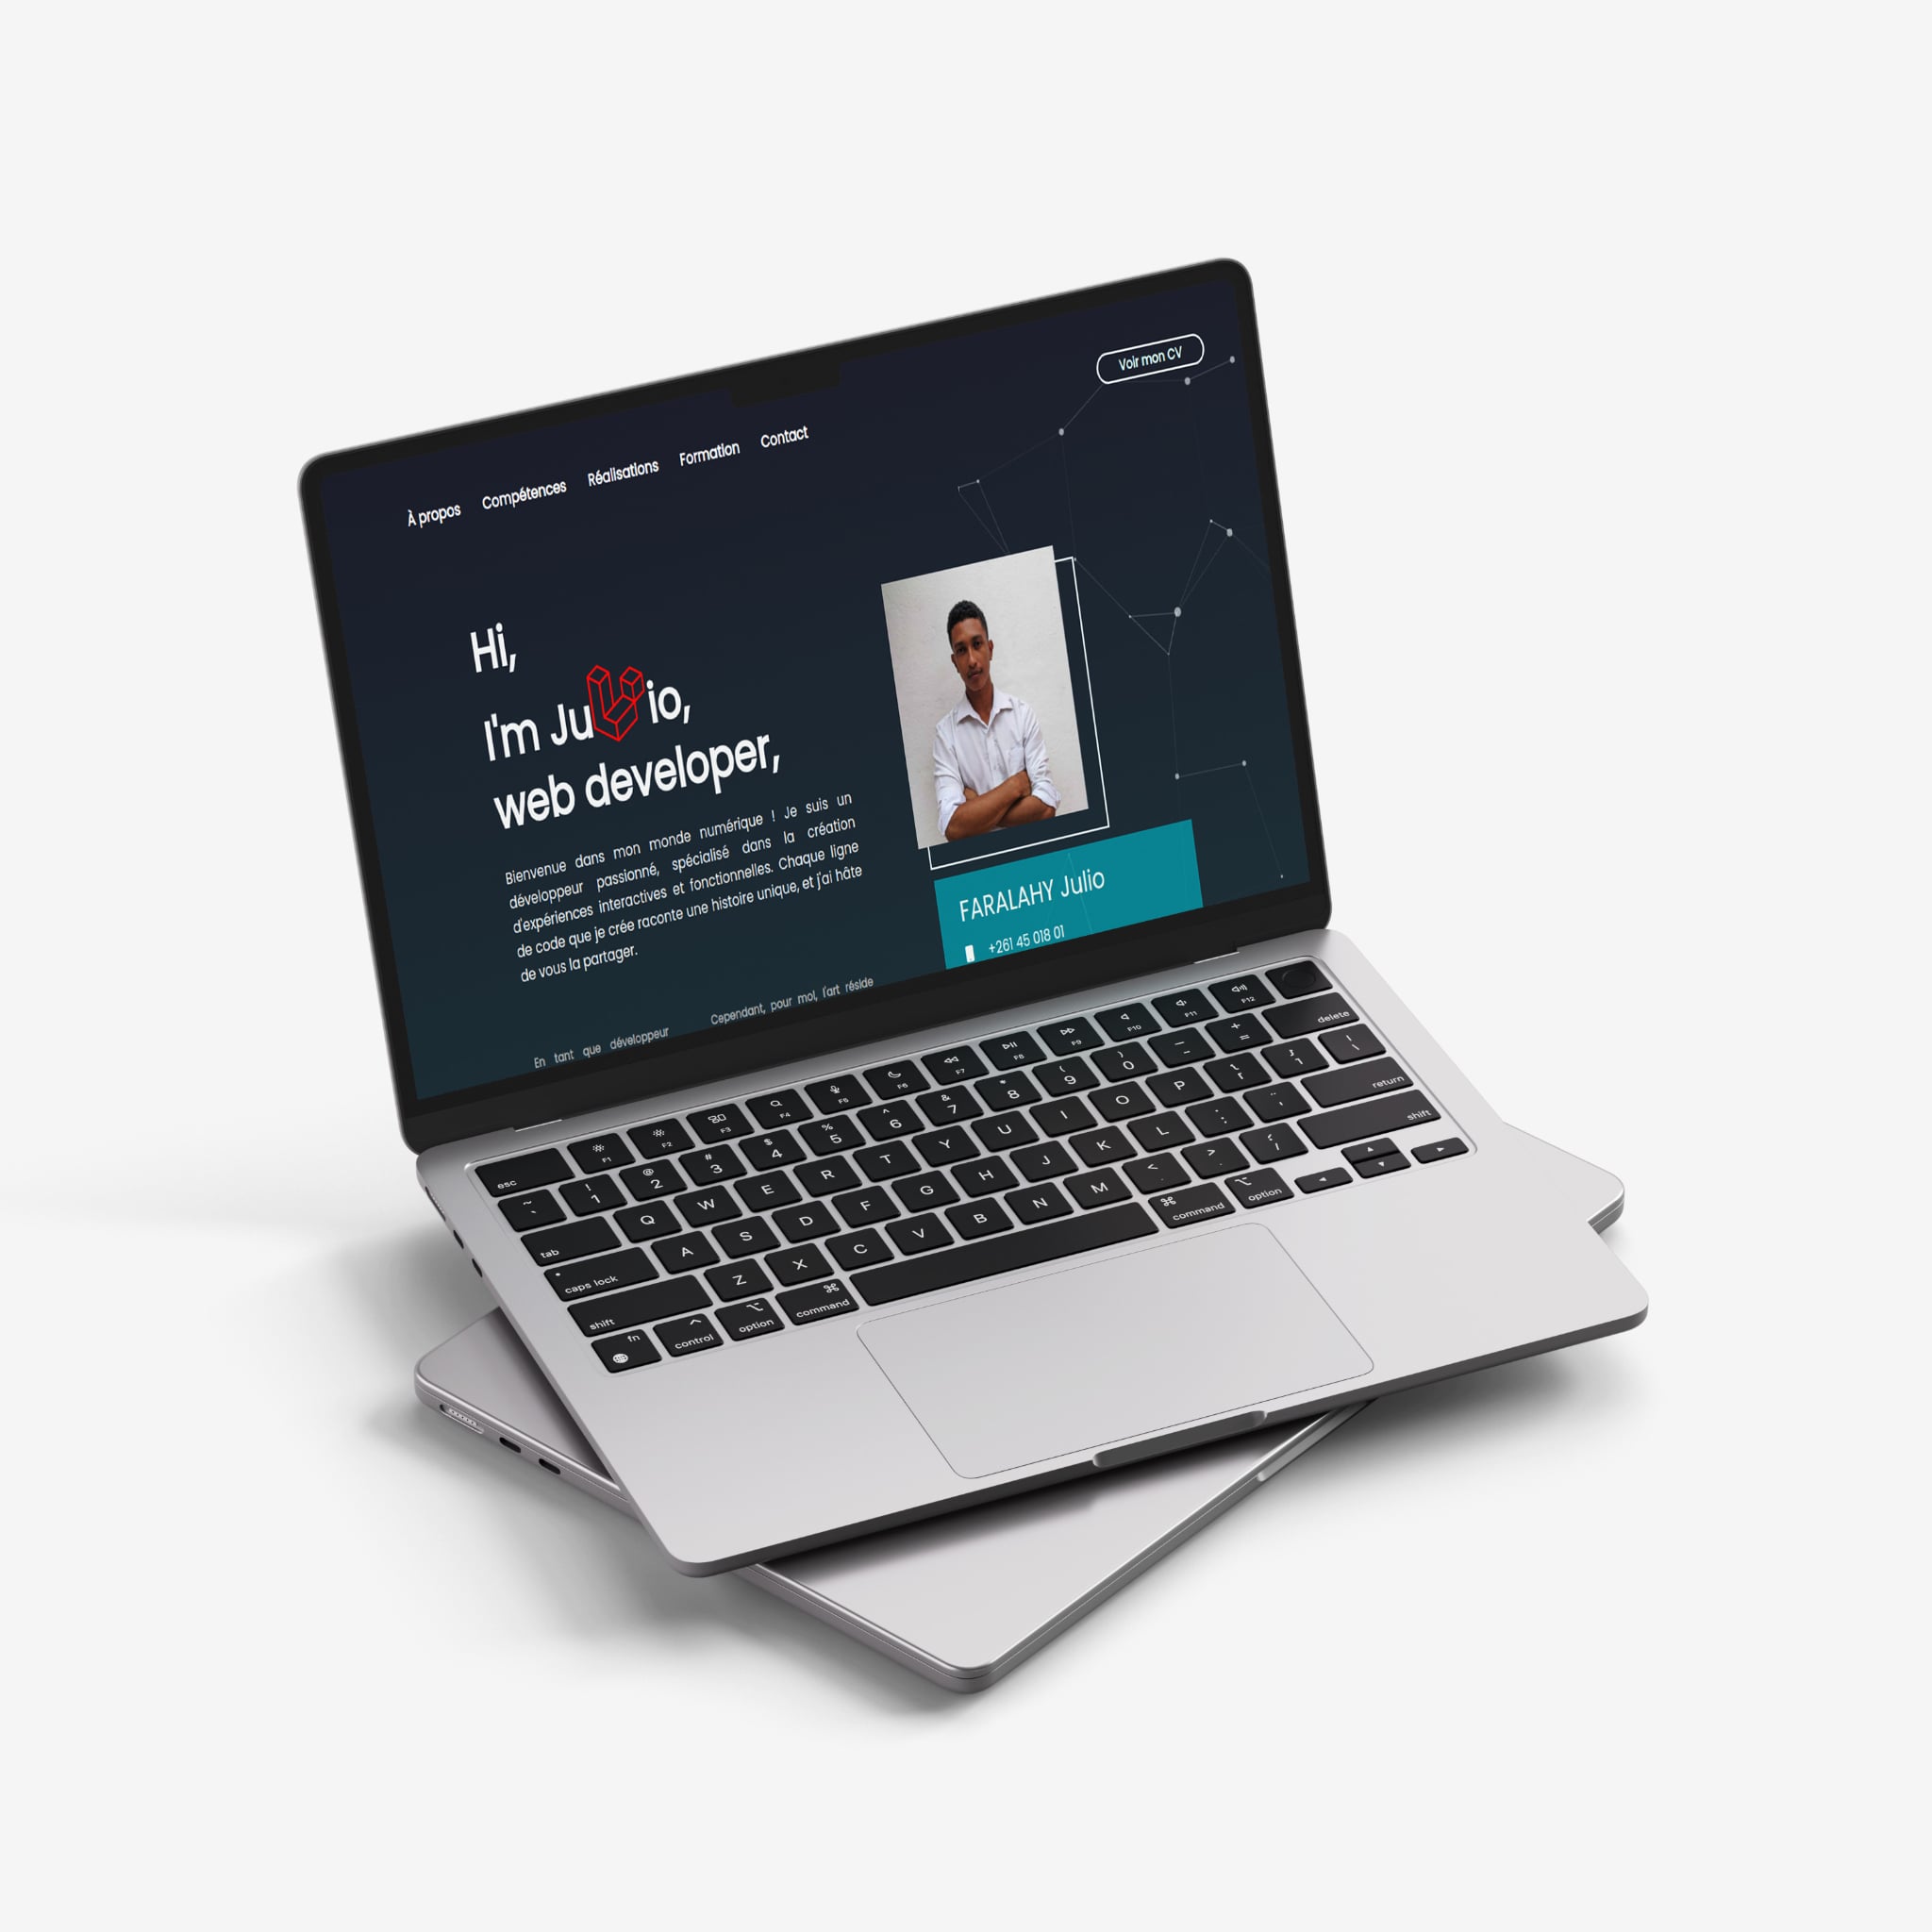 Voir mon CV
À propos Compétences Réalisations Formation Contact
Hi,
I'm Ju io,
web developer,
Bienvenue dans mon monde numérique ! Je suis un
développeur passionné, spécialisé dans la création
d'expériences interactives et fonctionnelles. Chaque ligne
de code que je crée raconte une histoire unique, et j'ai hâte
de vous la partager.
En tant que développeur
Cependant, pour moi, l'art réside
FARALAHY Julio
+261 45 018 01
esc F1 F2 F3 F4 F5 F6 F7 F8 F9 F10 F11 F12
~ ! @ # $ % ^ & * ( ) _ +
` 1 2 3 4 5 6 7 8 9 0 - = delete
tab Q W E R T Y U I O P { [ } ] | \
caps lock A S D F G H J K L : ; " ' return
shift Z X C V B N M < , > . ? / shift
fn control option command command option